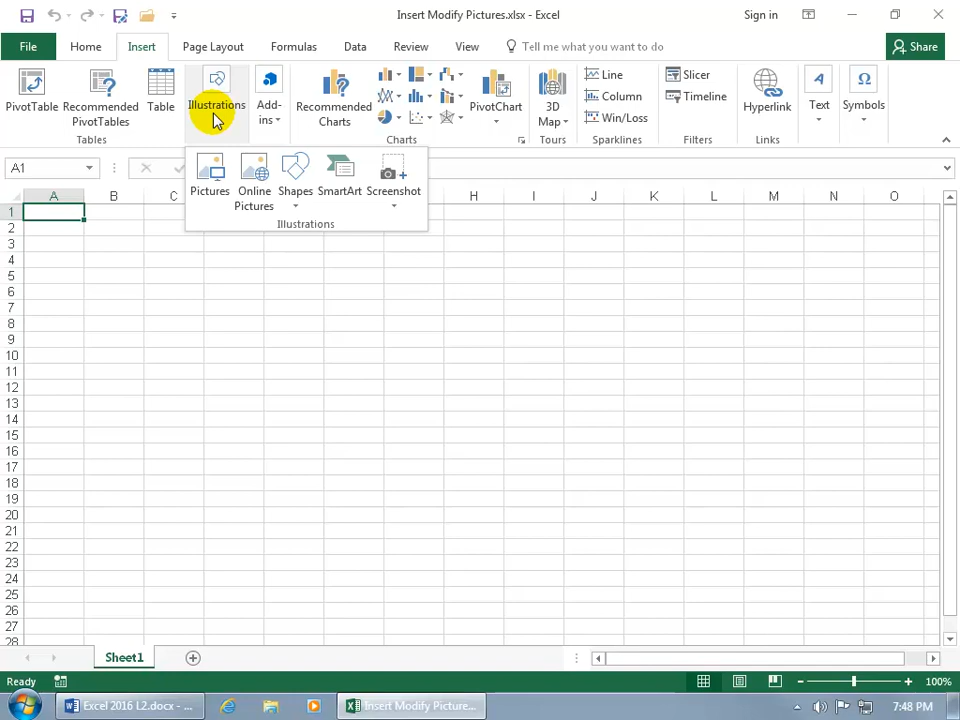 Insert Modify Pictures.xlsx - Excel
Sign in
File
Home
Insert
Page Layout
Formulas
Data
Review
View
Tell me what you want to do
Share
PivotTable
Recommended
PivotTables
Table
Tables
Illustrations
Add-
ins
Recommended
Charts
PivotChart
Charts
3D
Map
Tours
Line
Column
Win/Loss
Sparklines
Slicer
Timeline
Filters
Hyperlink
Links
Text
Symbols
Pictures
Online
Pictures
Shapes
SmartArt
Screenshot
Illustrations
A1
A B C H I J K L M N O
1
2
3
4
5
6
7
8
9
10
11
12
13
14
15
16
17
18
19
20
21
22
23
24
25
26
27
28
Sheet1
Ready
100%
Excel 2016 L2.docx - ...
Insert Modify Picture...
7:48 PM